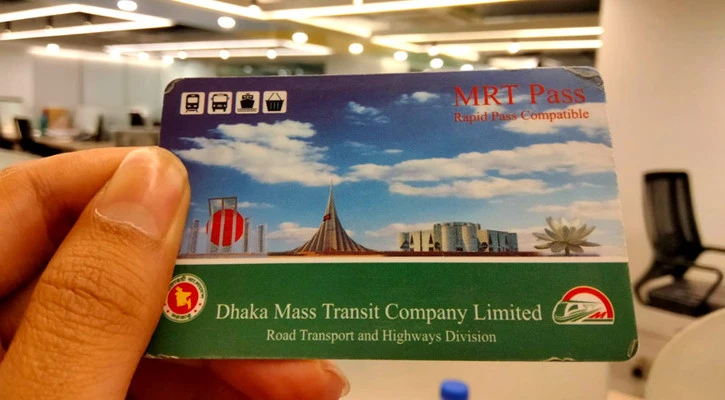 MRT Pass
Rapid Pass Compatible
Dhaka Mass Transit Company Limited
Road Transport and Highways Division